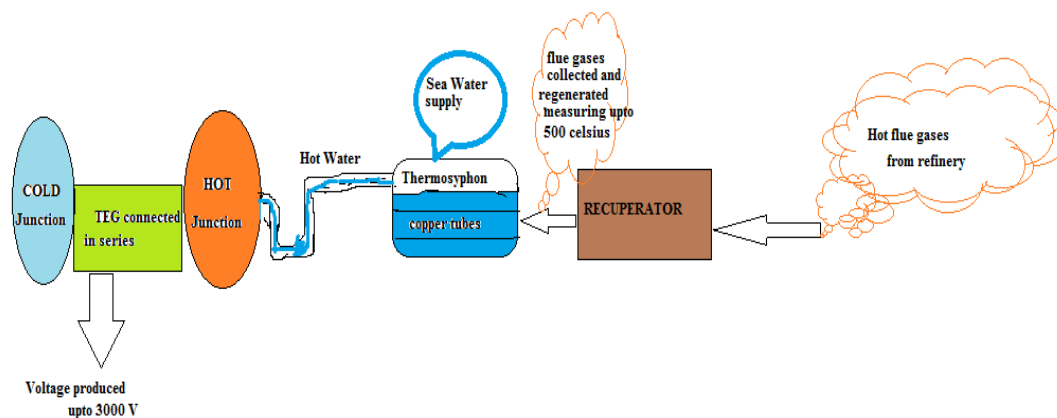 flue gases
collected and
regenerated
measuring upto
500 celsius
Sea Water
supply
Hot flue gases
from refinery
Hot Water
Thermosyphon
copper tubes
RECUPERATOR
COLD
Junction
TEG connected
in series
HOT
Junction
Voltage produced
upto 3000 V